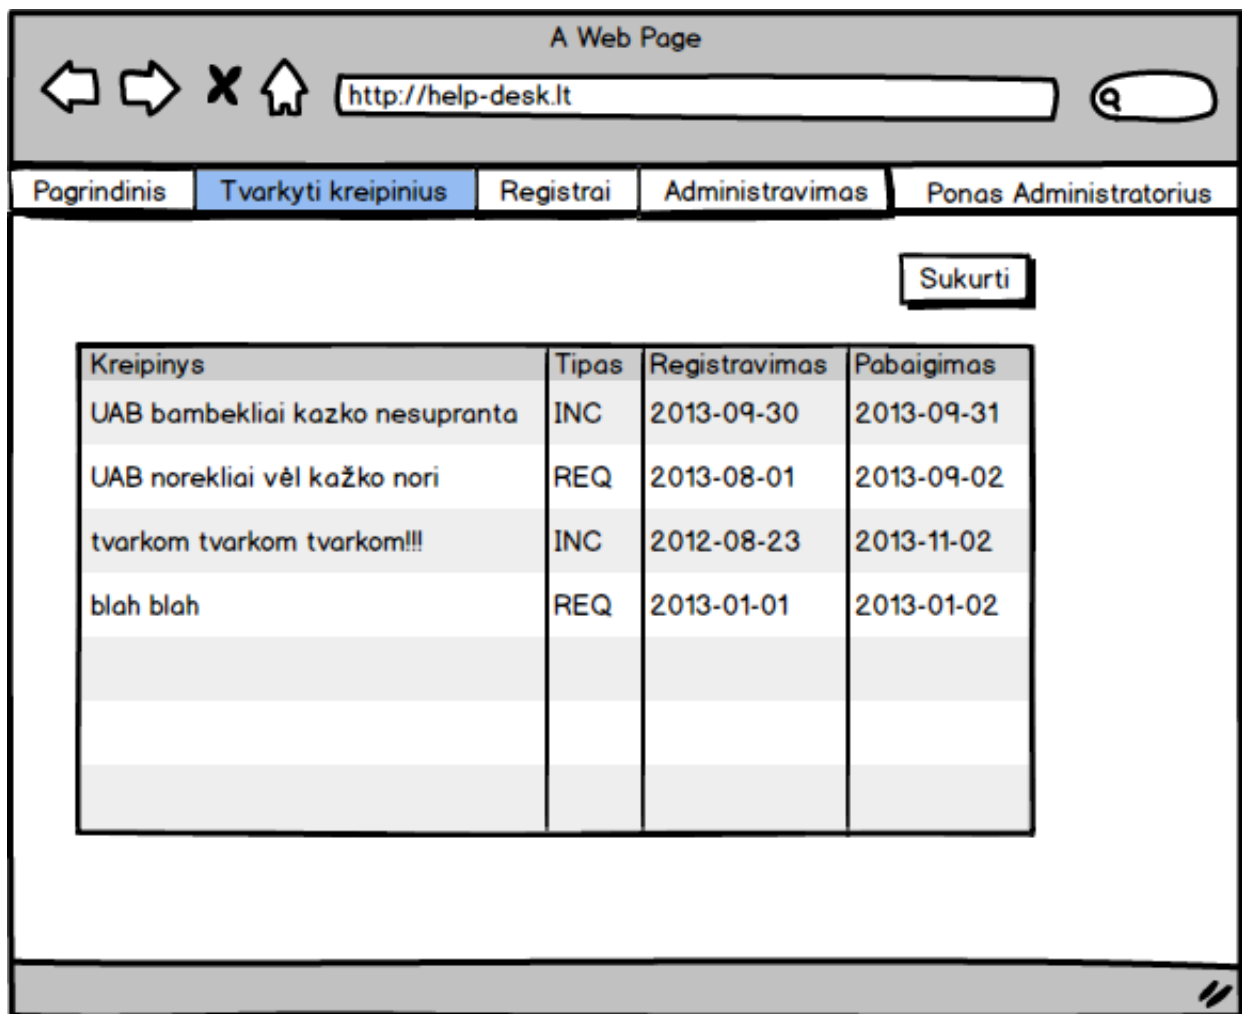 A Web Page
http://help-desk.lt
Pagrindinis Tvarkyti kreipinius Registrai Administravimas Ponas Administratorius
Sukurti
Kreipinys Tipas Registravimas Pabaigimas
UAB bambekliai kazko nesupranta INC 2013-09-30 2013-09-31
UAB norekliai vėl kažko nori REQ 2013-08-01 2013-09-02
tvarkom tvarkom tvarkom!!! INC 2012-08-23 2013-11-02
blah blah REQ 2013-01-01 2013-01-02